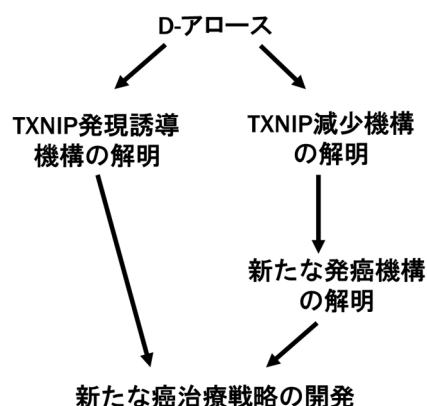 D-アロース
TXNIP発現誘導
機構の解明
TXNIP減少機構
の解明
新たな発癌機構
の解明
新たな癌治療戦略の開発